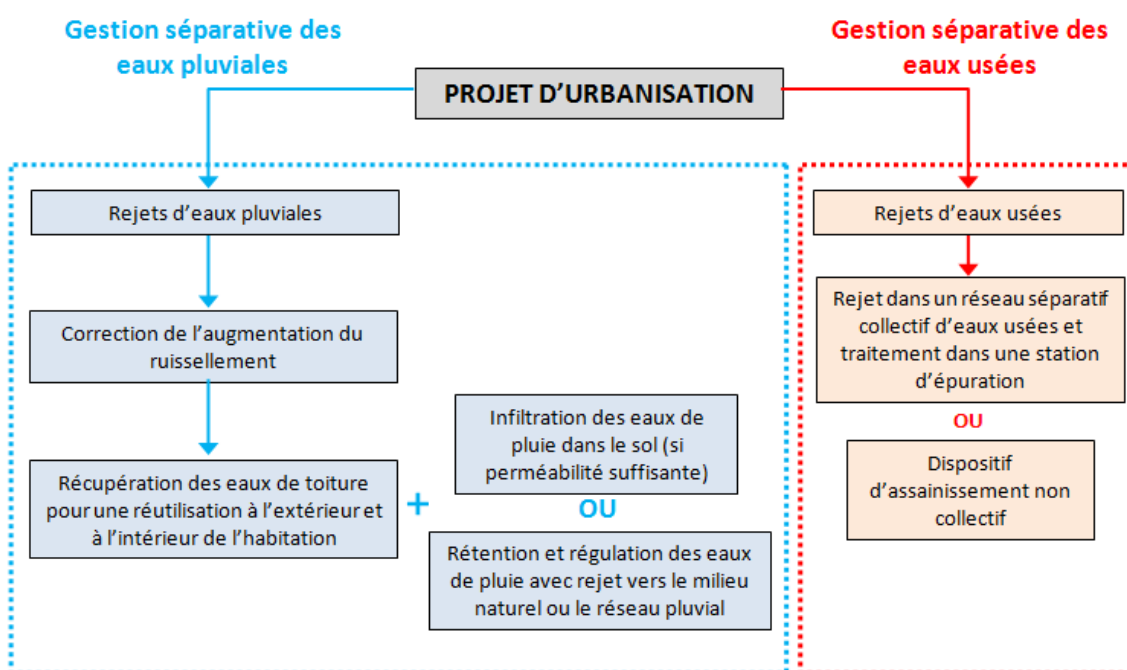 Gestion séparative des
eaux pluviales
Gestion séparative des
eaux usées
PROJET D'URBANISATION
Rejets d'eaux pluviales
Correction de l'augmentation du
ruissellement
Récupération des eaux de toiture
pour une réutilisation à l'extérieur et
à l'intérieur de l'habitation
+
Infiltration des eaux de
pluie dans le sol (si
perméabilité suffisante)
OU
Rétention et régulation des eaux
de pluie avec rejet vers le milieu
naturel ou le réseau pluvial
Rejets d'eaux usées
Rejet dans un réseau séparatif
collectif d'eaux usées et
traitement dans une station
d'épuration
OU
Dispositif
d'assainissement non
collectif